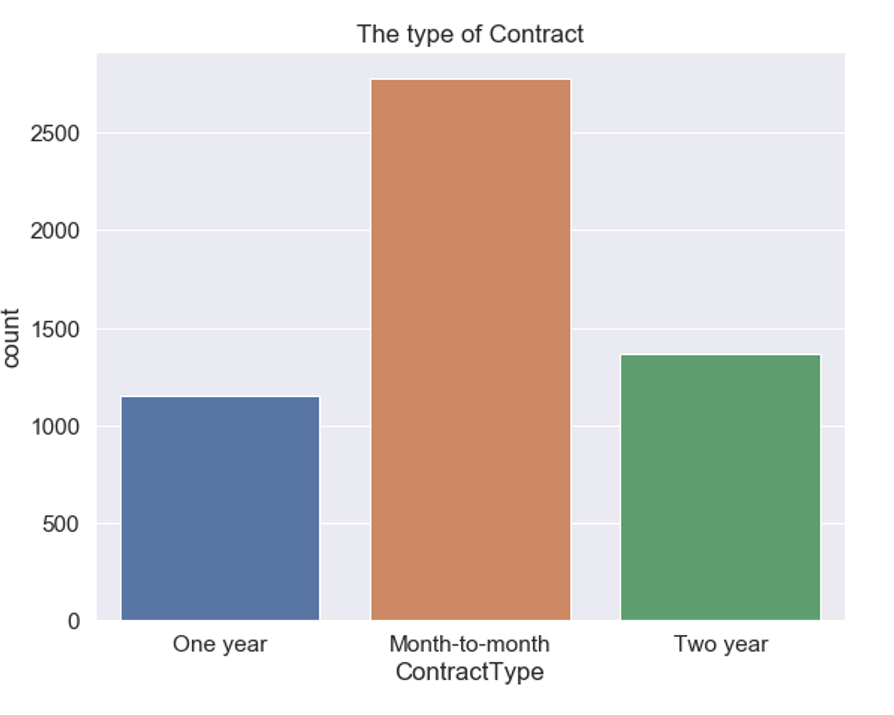 The type of Contract
2500
2000
1500
1000
500
0
count
One year
Month-to-month
Two year
ContractType